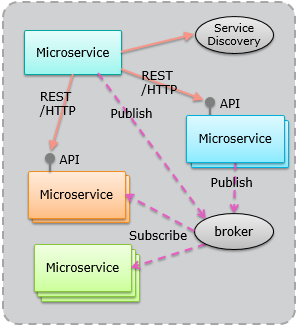 Service
Discovery
Microservice
REST
/HTTP
REST
/HTTP
API
Publish
Microservice
API
Publish
Microservice
broker
Subscribe
Microservice